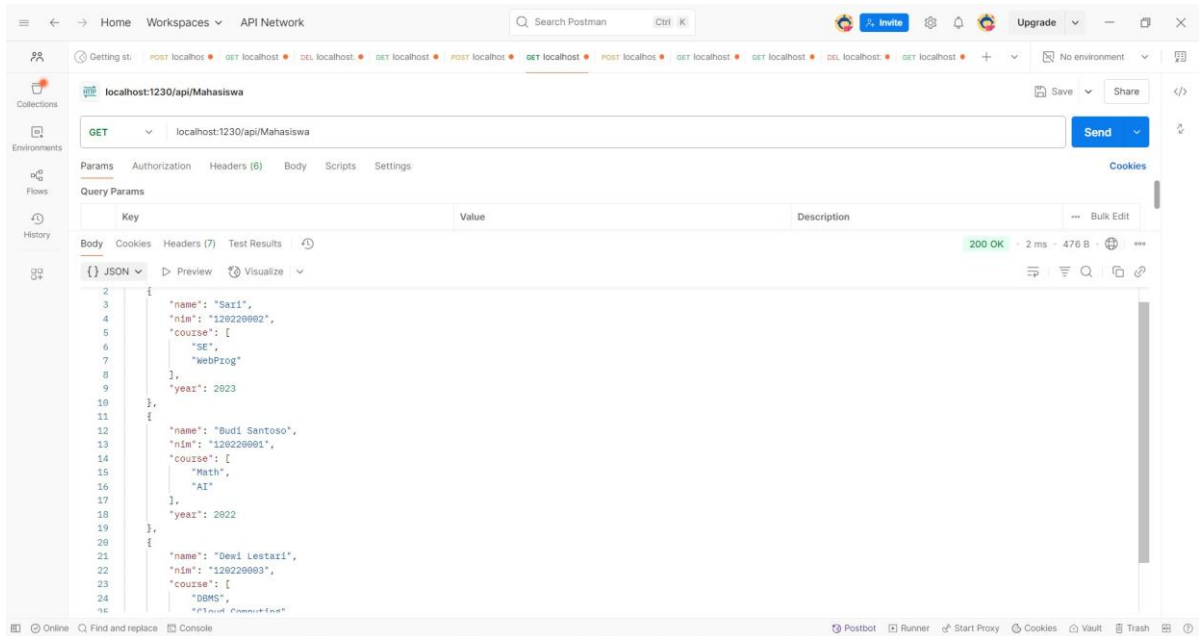 Home Workspaces API Network Search Postman Ctrl K Invite Upgrade
Getting st POST localhos GET localhost DEL localhost GET localhost POST localhos GET localhost POST localhos GET localhost GET localhost DEL localhost GET localhost No environment
Collections
Environments
Flows
History
HTTP localhost:1230/api/Mahasiswa Save Share
GET localhost:1230/api/Mahasiswa Send
Params Authorization Headers (6) Body Scripts Settings Cookies
Query Params
Key Value Description Bulk Edit
Body Cookies Headers (7) Test Results 200 OK 2 ms 476 B
{} JSON Preview Visualize
2 {
3 "name": "Sari",
4 "nim": "120220002",
5 "course": [
6 "SE",
7 "WebProg"
8 ],
9 "year": 2023
10 },
11 {
12 "name": "Budi Santoso",
13 "nim": "120220001",
14 "course": [
15 "Math",
16 "AI"
17 ],
18 "year": 2022
19 },
20 {
21 "name": "Dewi Lestari",
22 "nim": "120220003",
23 "course": [
24 "DBMS",
25 "Cloud Computing"
Online Find and replace Console Postbot Runner Start Proxy Cookies Vault Trash